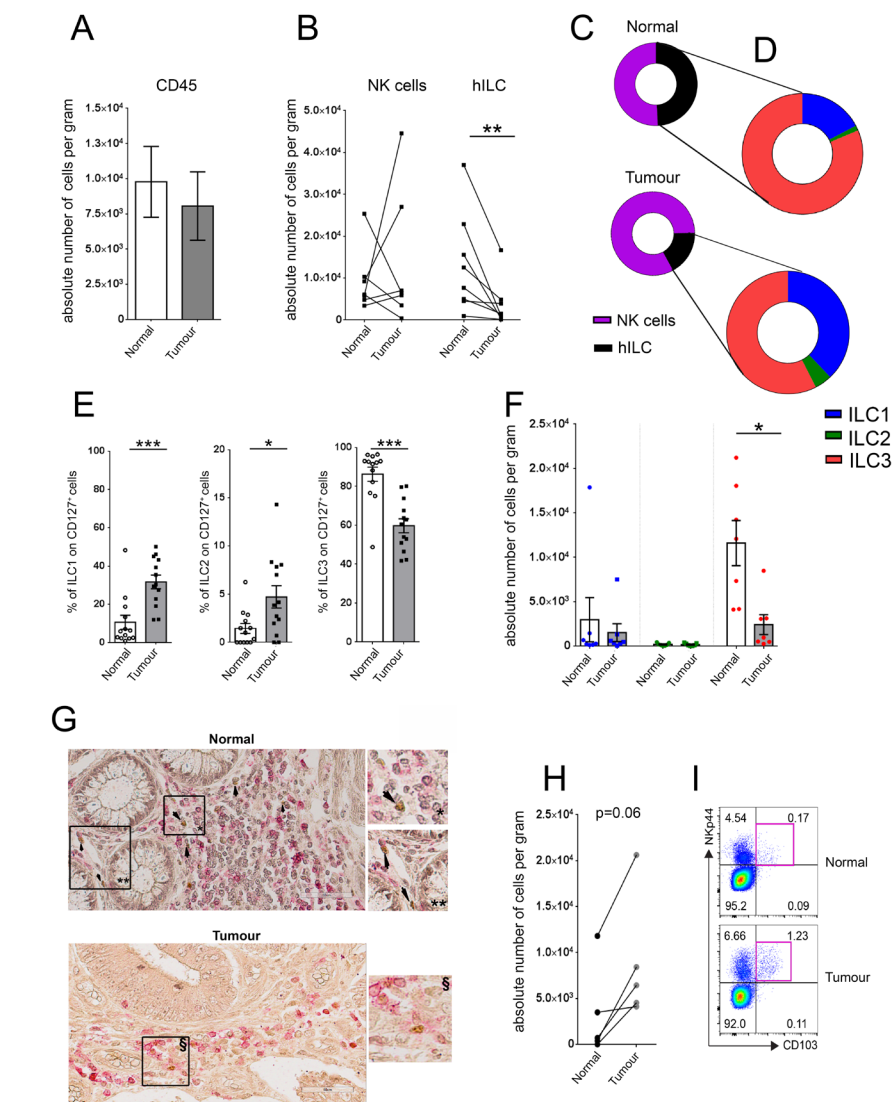 A
CD45
absolute number of cells per gram
1.5×10⁴
1.3×10⁴
1.0×10⁴
7.5×10³
5.0×10³
2.5×10³
0
Normal
Tumour
B
NK cells
hILC
absolute number of cells per gram
5.0×10⁴
4.0×10⁴
3.0×10⁴
2.0×10⁴
1.0×10⁴
0
**
Normal
Tumour
Normal
Tumour
C
Normal
Tumour
NK cells
hILC
D
ILC1
ILC2
ILC3
E
% of ILC1 on CD127⁺ cells
100
80
60
40
20
0
***
Normal
Tumour
% of ILC2 on CD127⁺ cells
20
15
10
5
0
*
Normal
Tumour
% of ILC3 on CD127⁺ cells
100
80
60
40
20
0
***
Normal
Tumour
F
absolute number of cells per gram
2.5×10⁴
2.0×10⁴
1.5×10⁴
1.0×10⁴
5.0×10³
0
*
Normal
Tumour
Normal
Tumour
Normal
Tumour
G
Normal
*
**
*
**
Tumour
§
§
H
absolute number of cells per gram
2.5×10⁴
2.0×10⁴
1.5×10⁴
1.0×10⁴
5.0×10³
0
p=0.06
Normal
Tumour
I
NKp44
4.54
0.17
95.2
0.09
Normal
6.66
1.23
92.0
0.11
Tumour
CD103